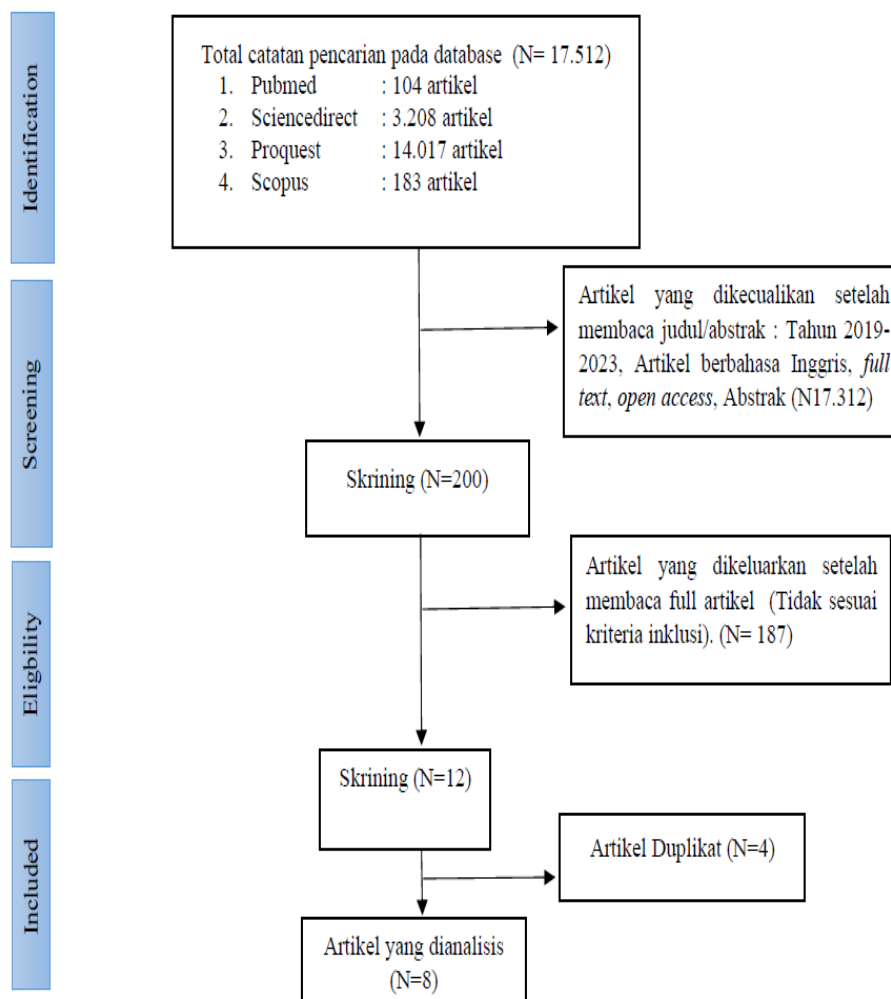 Identification
Total catatan pencarian pada database (N= 17.512)
1. Pubmed : 104 artikel
2. Sciencedirect : 3.208 artikel
3. Proquest : 14.017 artikel
4. Scopus : 183 artikel
Screening
Artikel yang dikecualikan setelah
membaca judul/abstrak : Tahun 2019-
2023, Artikel berbahasa Inggris, full
text, open access, Abstrak (N17.312)
Skrining (N=200)
Eligbility
Artikel yang dikeluarkan setelah
membaca full artikel (Tidak sesuai
kriteria inklusi). (N= 187)
Skrining (N=12)
Included
Artikel Duplikat (N=4)
Artikel yang dianalisis
(N=8)